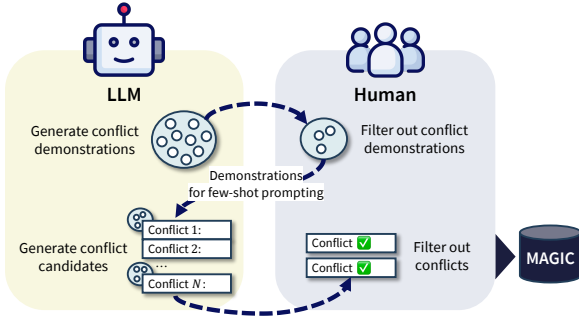 LLM
Human
Generate conflict
demonstrations
Filter out conflict
demonstrations
Demonstrations
for few-shot prompting
Generate conflict
candidates
Conflict 1:
Conflict 2:
...
Conflict N:
Conflict ✅
Conflict ✅
Filter out
conflicts
MAGIC